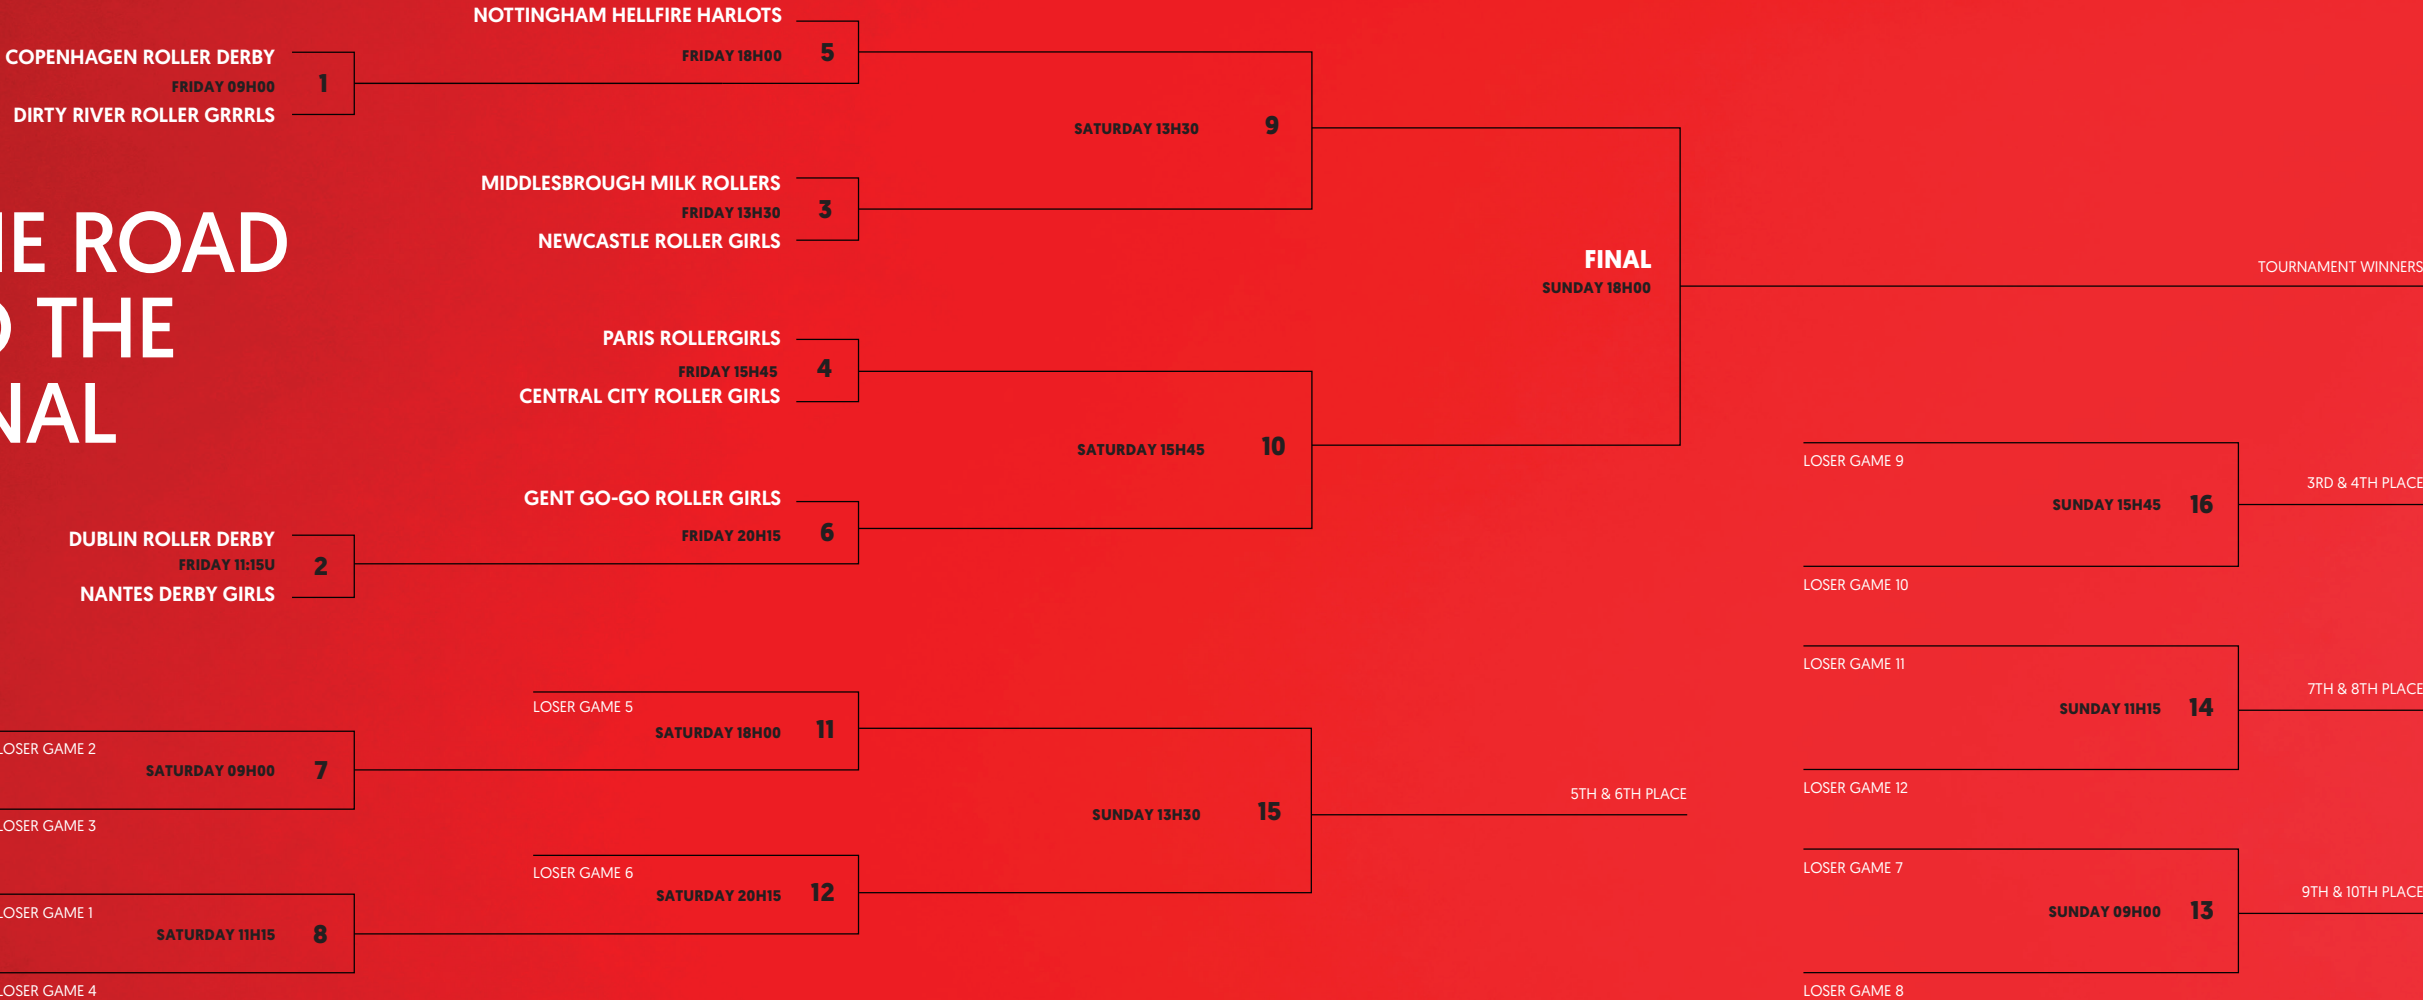 NOTTINGHAM HELLFIRE HARLOTS
FRIDAY 18H00 5
COPENHAGEN ROLLER DERBY
FRIDAY 09H00 1
DIRTY RIVER ROLLER GRRRLS
SATURDAY 13H30 9
MIDDLESBROUGH MILK ROLLERS
FRIDAY 13H30 3
NEWCASTLE ROLLER GIRLS
HE ROAD
O THE
NAL
FINAL
SUNDAY 18H00
TOURNAMENT WINNERS
PARIS ROLLERGIRLS
FRIDAY 15H45 4
CENTRAL CITY ROLLER GIRLS
SATURDAY 15H45 10
GENT GO-GO ROLLER GIRLS
FRIDAY 20H15 6
DUBLIN ROLLER DERBY
FRIDAY 11:15U 2
NANTES DERBY GIRLS
LOSER GAME 9
SUNDAY 15H45 16
3RD & 4TH PLACE
LOSER GAME 10
LOSER GAME 11
SUNDAY 11H15 14
7TH & 8TH PLACE
LOSER GAME 12
LOSER GAME 5
SATURDAY 18H00 11
LOSER GAME 2
SATURDAY 09H00 7
LOSER GAME 3
SUNDAY 13H30 15
5TH & 6TH PLACE
LOSER GAME 6
SATURDAY 20H15 12
LOSER GAME 1
SATURDAY 11H15 8
LOSER GAME 4
LOSER GAME 7
SUNDAY 09H00 13
9TH & 10TH PLACE
LOSER GAME 8